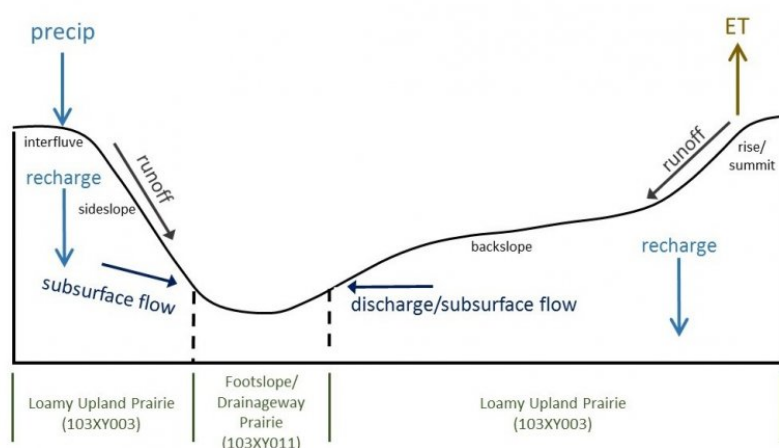 precip
ET
interfluve
runoff
runoff
rise/
summit
recharge
sideslope
backslope
recharge
subsurface flow
discharge/subsurface flow
Loamy Upland Prairie
(103XY003)
Footslope/
Drainageway
Prairie
(103XY011)
Loamy Upland Prairie
(103XY003)